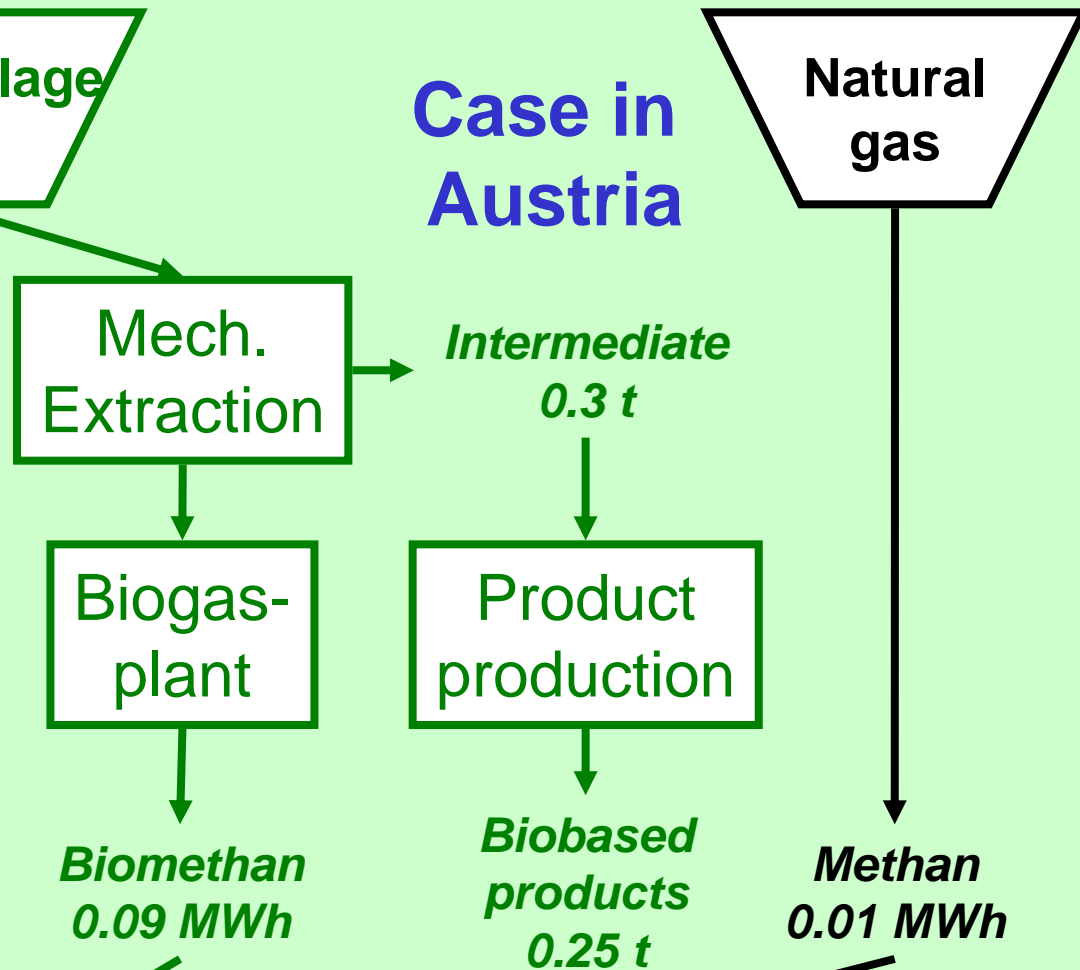 lage
Case in
Austria
Natural
gas
Mech.
Extraction
Intermediate
0.3 t
Biogas-
plant
Product
production
Biomethan
0.09 MWh
Biobased
products
0.25 t
Methan
0.01 MWh